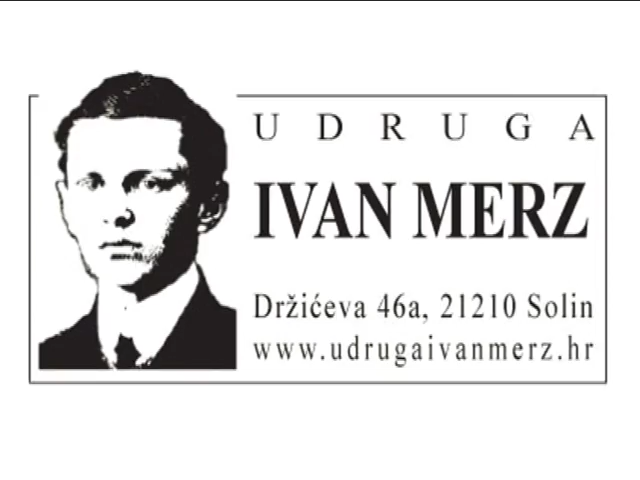 UDRUGA
IVAN MERZ
Držićeva 46a, 21210 Solin
www.udrugaivanmerz.hr